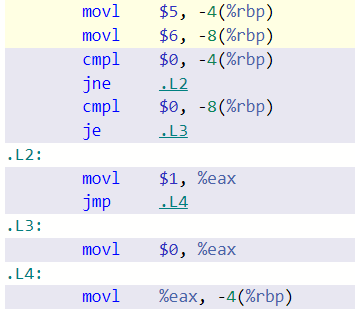 movl $5, -4(%rbp)
movl $6, -8(%rbp)
cmpl $0, -4(%rbp)
jne .L2
cmpl $0, -8(%rbp)
je .L3
.L2:
movl $1, %eax
jmp .L4
.L3:
movl $0, %eax
.L4:
movl %eax, -4(%rbp)